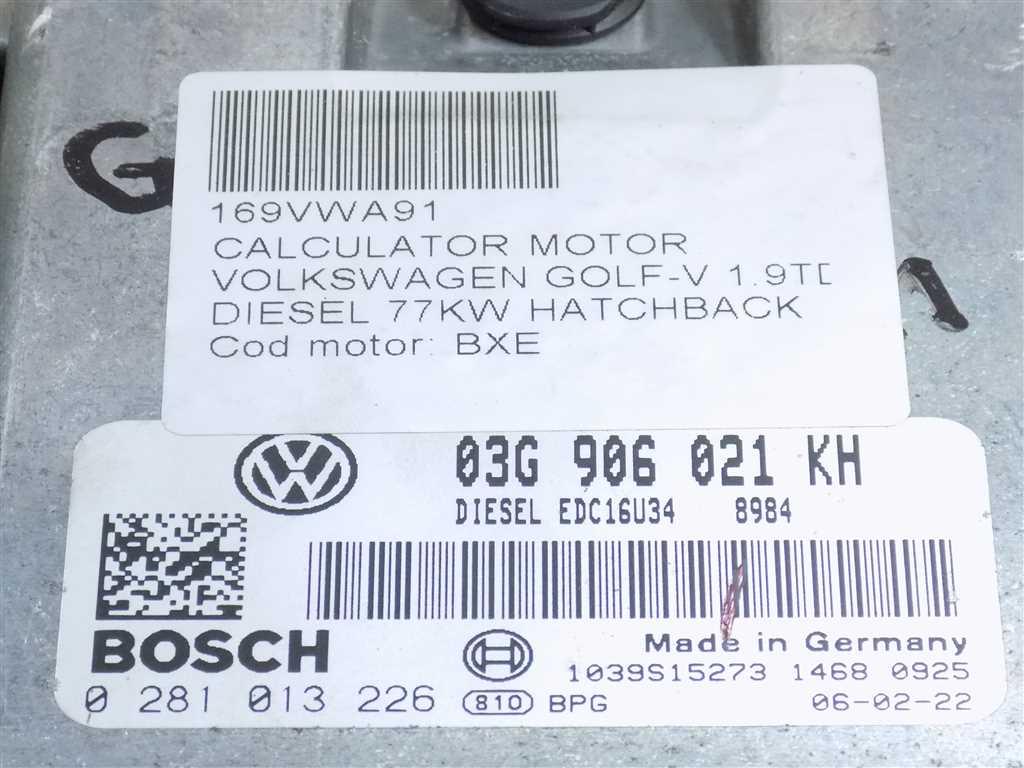 G
1
169VWA91
CALCULATOR MOTOR
VOLKSWAGEN GOLF-V 1.9TD
DIESEL 77KW HATCHBACK
Cod motor: BXE
03G 906 021 KH
DIESEL EDC16U34 8984
BOSCH
Made in Germany
1039S15273 1468 0925
0 281 013 226 810 BPG 06-02-22